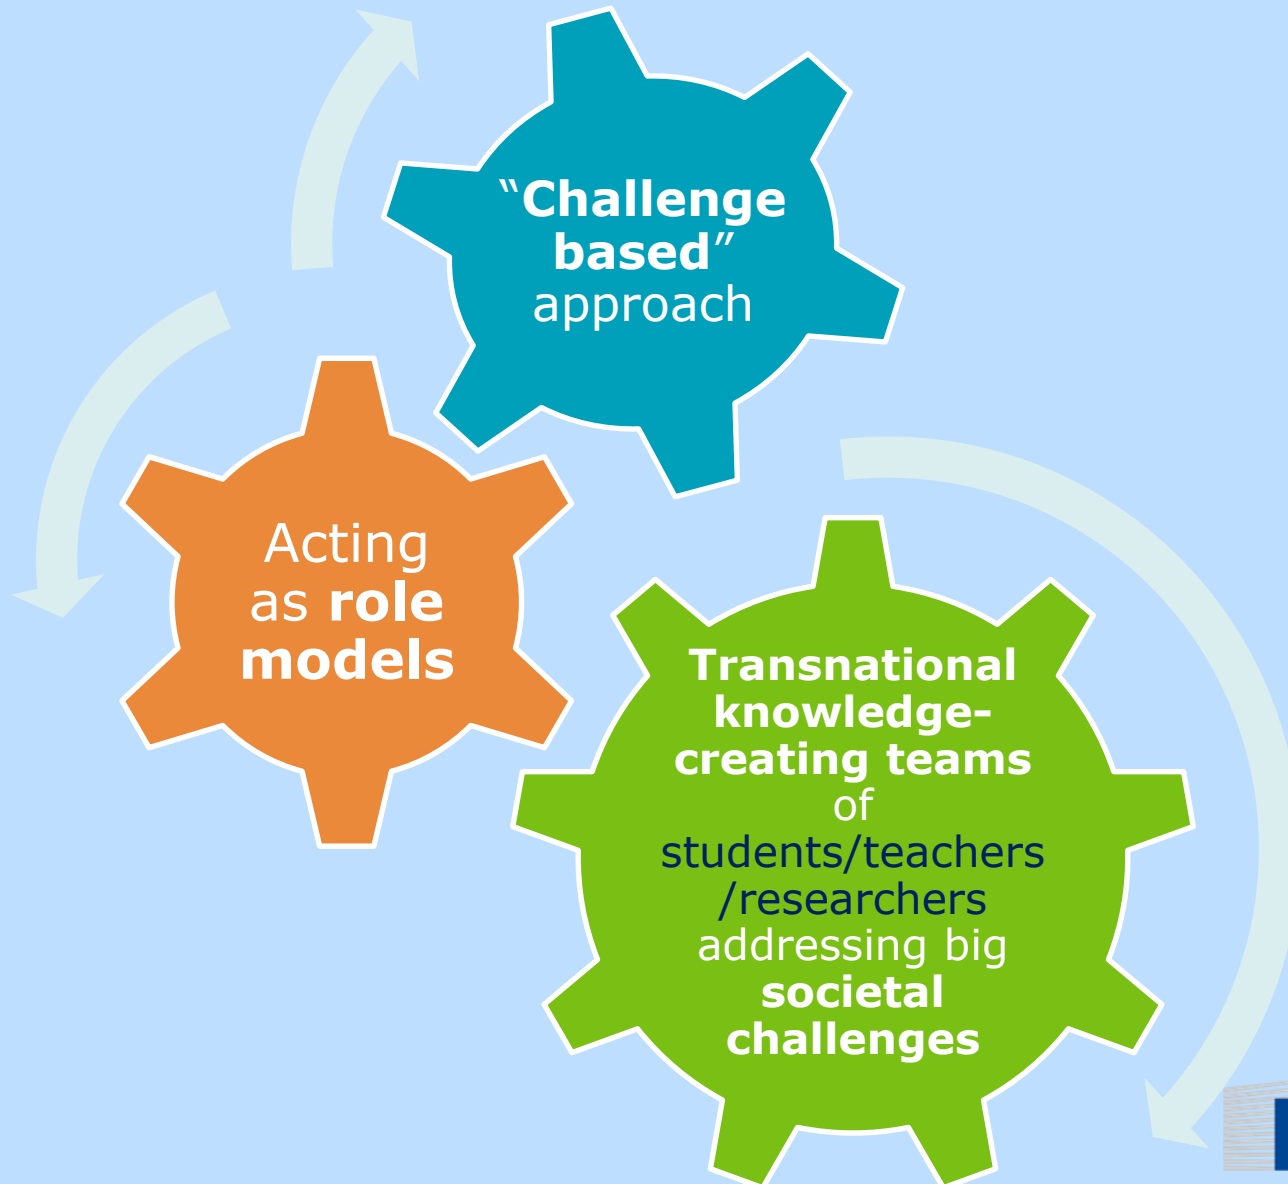 “Challenge
based”
approach
Acting
as role
models
Transnational
knowledge-
creating teams
of
students/teachers
/researchers
addressing big
societal
challenges